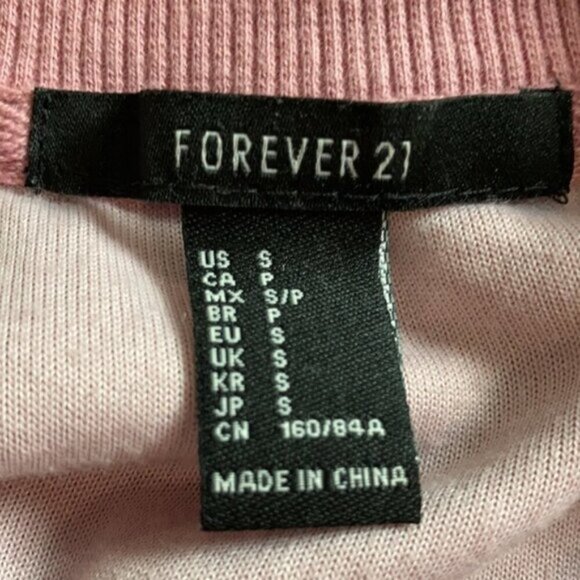 FOREVER 21
US S
CA P
MX S/P
BR P
EU S
UK S
KR S
JP S
CN 160/84A
MADE IN CHINA